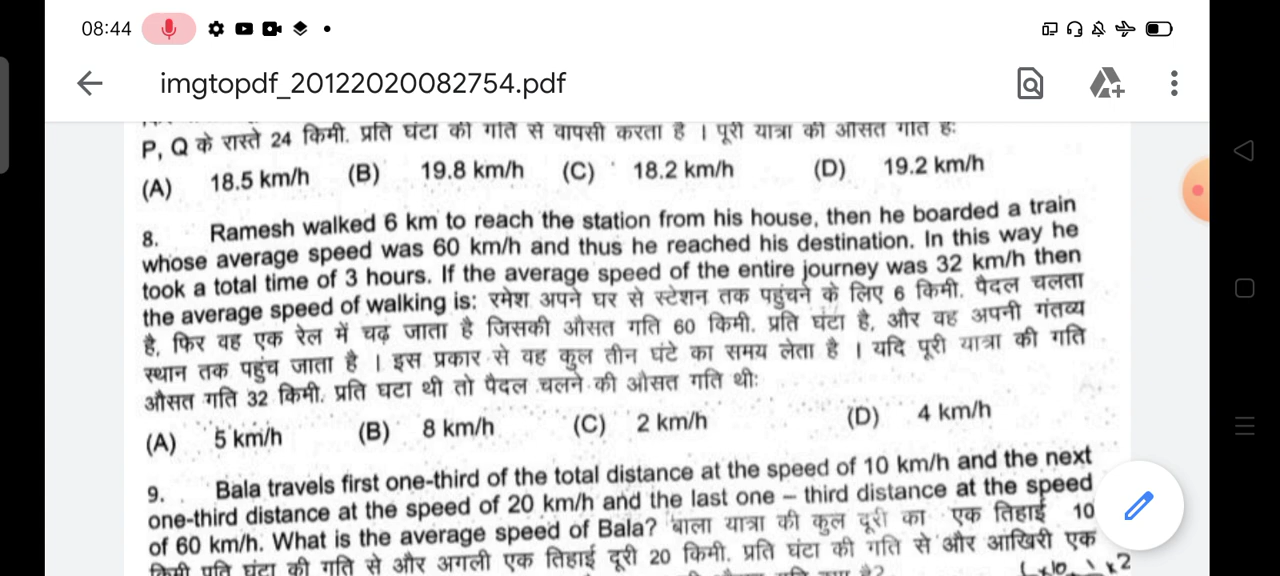 08:44
imgtopdf_20122020082754.pdf
P, Q के रास्ते 24 किमी. प्रति घंटा की गति से वापसी करता है । पूरी यात्रा की औसत गति है:
(A) 18.5 km/h (B) 19.8 km/h (C) 18.2 km/h (D) 19.2 km/h
8. Ramesh walked 6 km to reach the station from his house, then he boarded a train
whose average speed was 60 km/h and thus he reached his destination. In this way he
took a total time of 3 hours. If the average speed of the entire journey was 32 km/h then
the average speed of walking is: रमेश अपने घर से स्टेशन तक पहुंचने के लिए 6 किमी. पैदल चलता
है, फिर वह एक रेल में चढ़ जाता है जिसकी औसत गति 60 किमी. प्रति घंटा है, और वह अपनी गंतव्य
स्थान तक पहुंच जाता है । इस प्रकार से वह कुल तीन घंटे का समय लेता है । यदि पूरी यात्रा की गति
औसत गति 32 किमी. प्रति घटा थी तो पैदल चलने की औसत गति थी:
(A) 5 km/h (B) 8 km/h (C) 2 km/h (D) 4 km/h
9. Bala travels first one-third of the total distance at the speed of 10 km/h and the next
one-third distance at the speed of 20 km/h and the last one – third distance at the speed
of 60 km/h. What is the average speed of Bala? बाला यात्रा की कुल दूरी का एक तिहाई 10
किमी प्रति घंटा की गति से और अगली एक तिहाई दूरी 20 किमी. प्रति घंटा की गति से और आखिरी एक